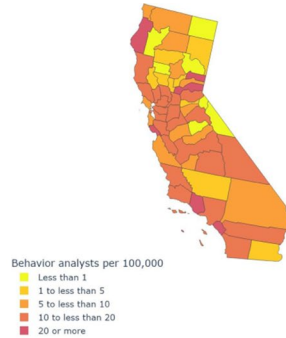 Behavior analysts per 100,000
Less than 1
1 to less than 5
5 to less than 10
10 to less than 20
20 or more